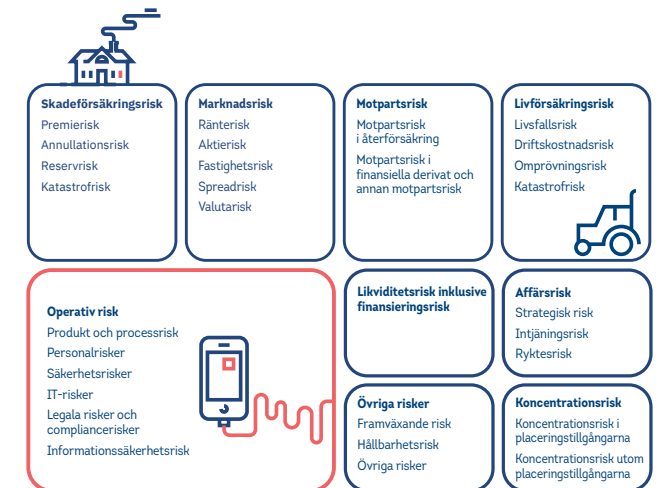 Skadeförsäkringsrisk
Premierisk
Annullationsrisk
Reservrisk
Katastrofrisk
Marknadsrisk
Ränterisk
Aktierisk
Fastighetsrisk
Spreadrisk
Valutarisk
Motpartsrisk
Motpartsrisk
i återförsäkring
Motpartsrisk i
finansiella derivat och
annan motpartsrisk
Livförsäkringsrisk
Livsfallsrisk
Driftskostnadsrisk
Omprövningsrisk
Katastrofrisk
Operativ risk
Produkt och processrisk
Personalrisker
Säkerhetsrisker
IT-risker
Legala risker och
compliancerisker
Informationssäkerhetsrisk
Likviditetsrisk inklusive
finansieringsrisk
Affärsrisk
Strategisk risk
Intjäningsrisk
Ryktesrisk
Övriga risker
Framväxande risk
Hållbarhetsrisk
Övriga risker
Koncentrationsrisk
Koncentrationsrisk i
placeringstillgångarna
Koncentrationsrisk utom
placeringstillgångarna